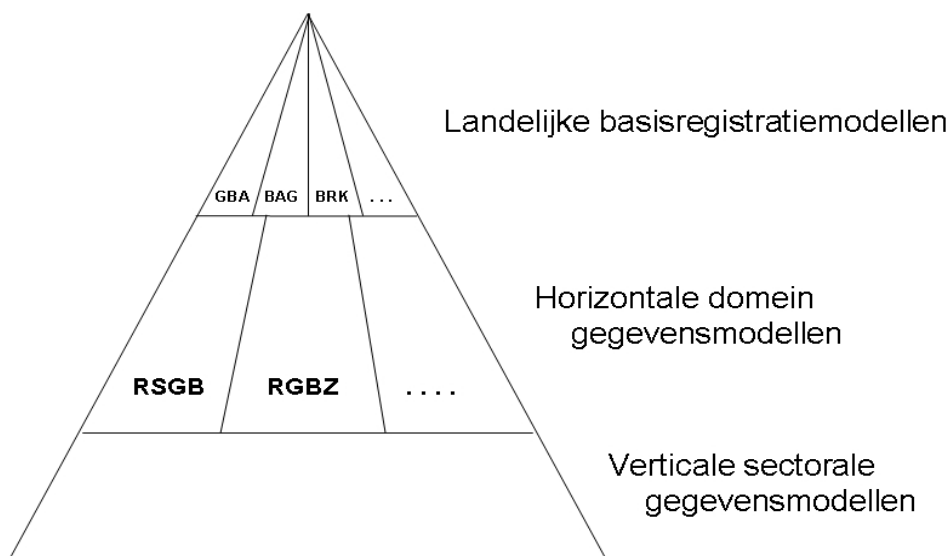 Landelijke basisregistratiemodellen
GBA BAG BRK ...
Horizontale domein
gegevensmodellen
RSGB RGBZ ....
Verticale sectorale
gegevensmodellen